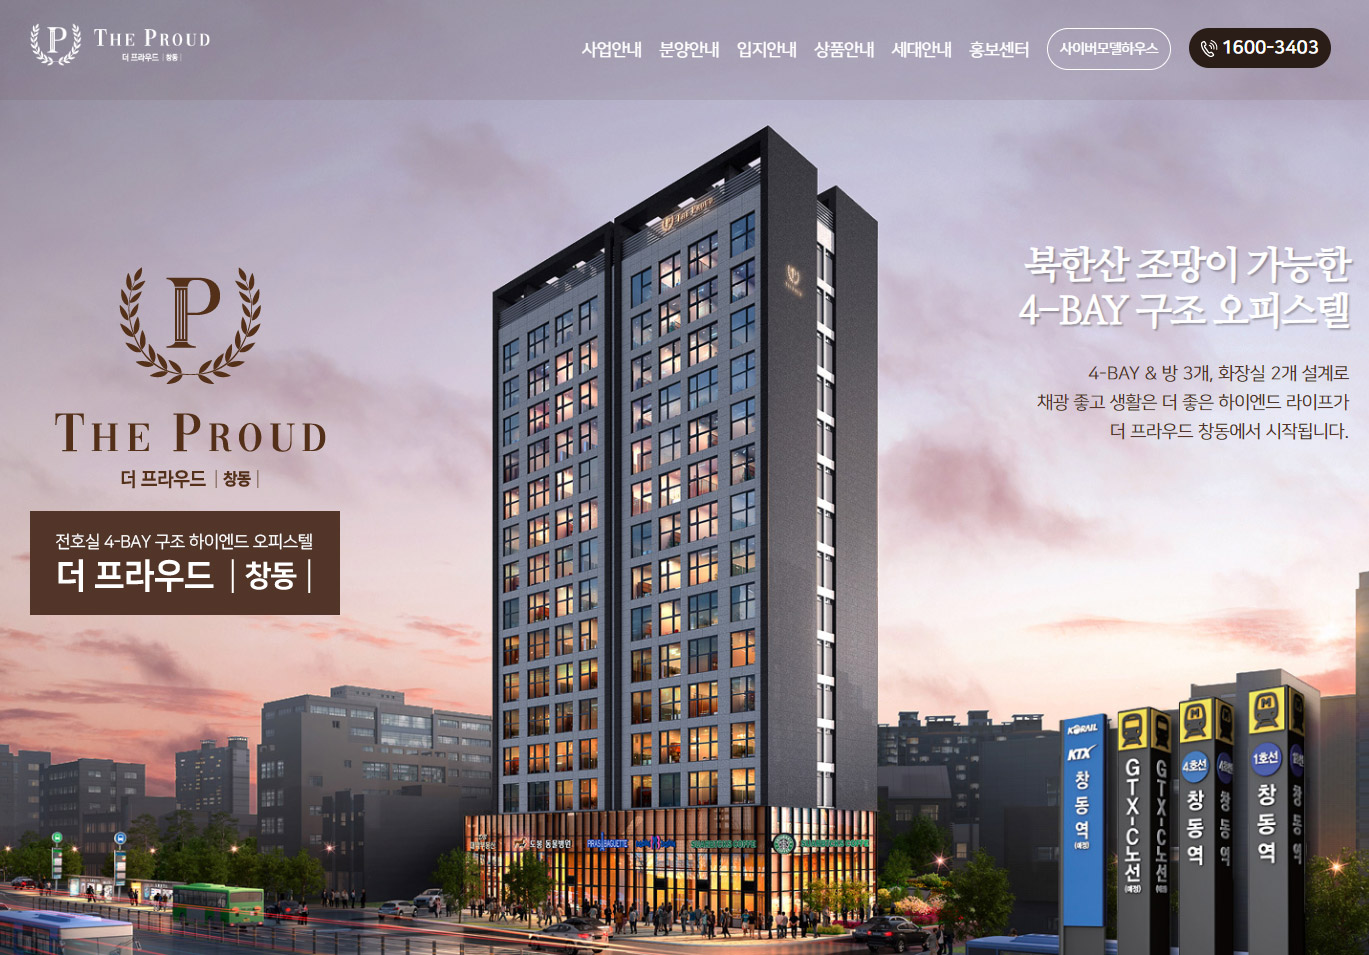 THE PROUD
더 프라우드 | 창동 |
사업안내 분양안내 입지안내 상품안내 세대안내 홍보센터 사이버모델하우스 1600-3403
THE PROUD
북한산 조망이 가능한
4-BAY 구조 오피스텔
4-BAY & 방 3개, 화장실 2개 설계로
채광 좋고 생활은 더 좋은 하이엔드 라이프가
더 프라우드 창동에서 시작됩니다.
P
THE PROUD
더 프라우드 | 창동 |
전호실 4-BAY 구조 하이엔드 오피스텔
더 프라우드 | 창동 |
KORAIL
KTX
창동역
(예정)
GTX-C노선
(예정)
GTX-C노선
4호선
창동역
창동역
1호선
창동역
창동역
도봉 동물병원